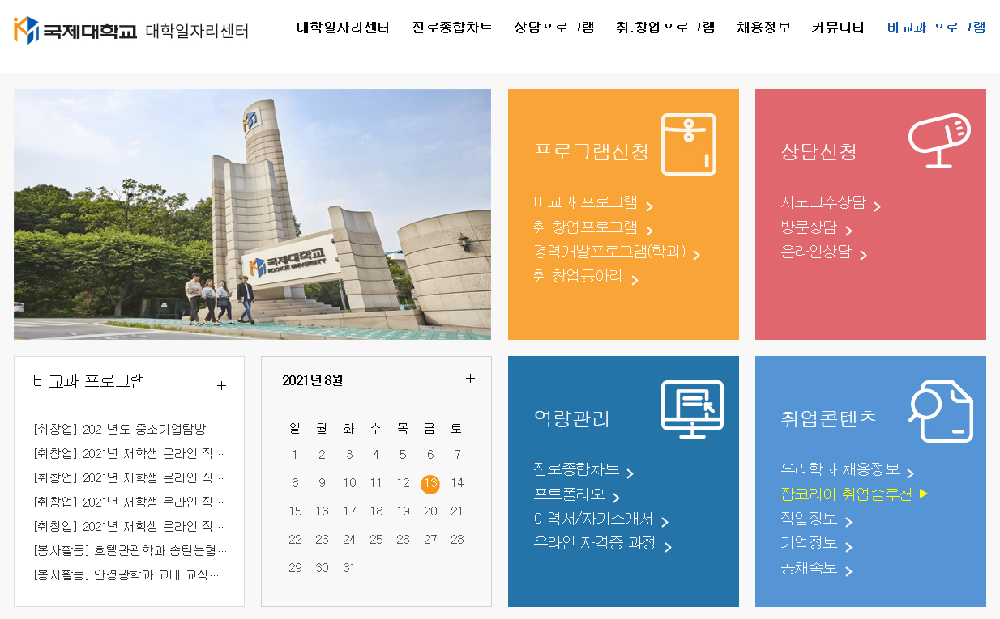 국제대학교 대학일자리센터
대학일자리센터 진로종합차트 상담프로그램 취.창업프로그램 채용정보 커뮤니티 비교과 프로그램
국제대학교
KOOKJE UNIVERSITY
프로그램신청
비교과 프로그램
취.창업프로그램
경력개발프로그램(학과)
취.창업동아리
상담신청
지도교수상담
방문상담
온라인상담
비교과 프로그램 +
[취창업] 2021년도 중소기업탐방…
[취창업] 2021년 재학생 온라인 직…
[취창업] 2021년 재학생 온라인 직…
[취창업] 2021년 재학생 온라인 직…
[취창업] 2021년 재학생 온라인 직…
[봉사활동] 호텔관광학과 송탄농협…
[봉사활동] 안경광학과 교내 교직…
2021년 8월 +
일 월 화 수 목 금 토
1 2 3 4 5 6 7
8 9 10 11 12 13 14
15 16 17 18 19 20 21
22 23 24 25 26 27 28
29 30 31
역량관리
진로종합차트
포트폴리오
이력서/자기소개서
온라인 자격증 과정
취업콘텐츠
우리학과 채용정보
잡코리아 취업솔루션 ▶
직업정보
기업정보
공채속보